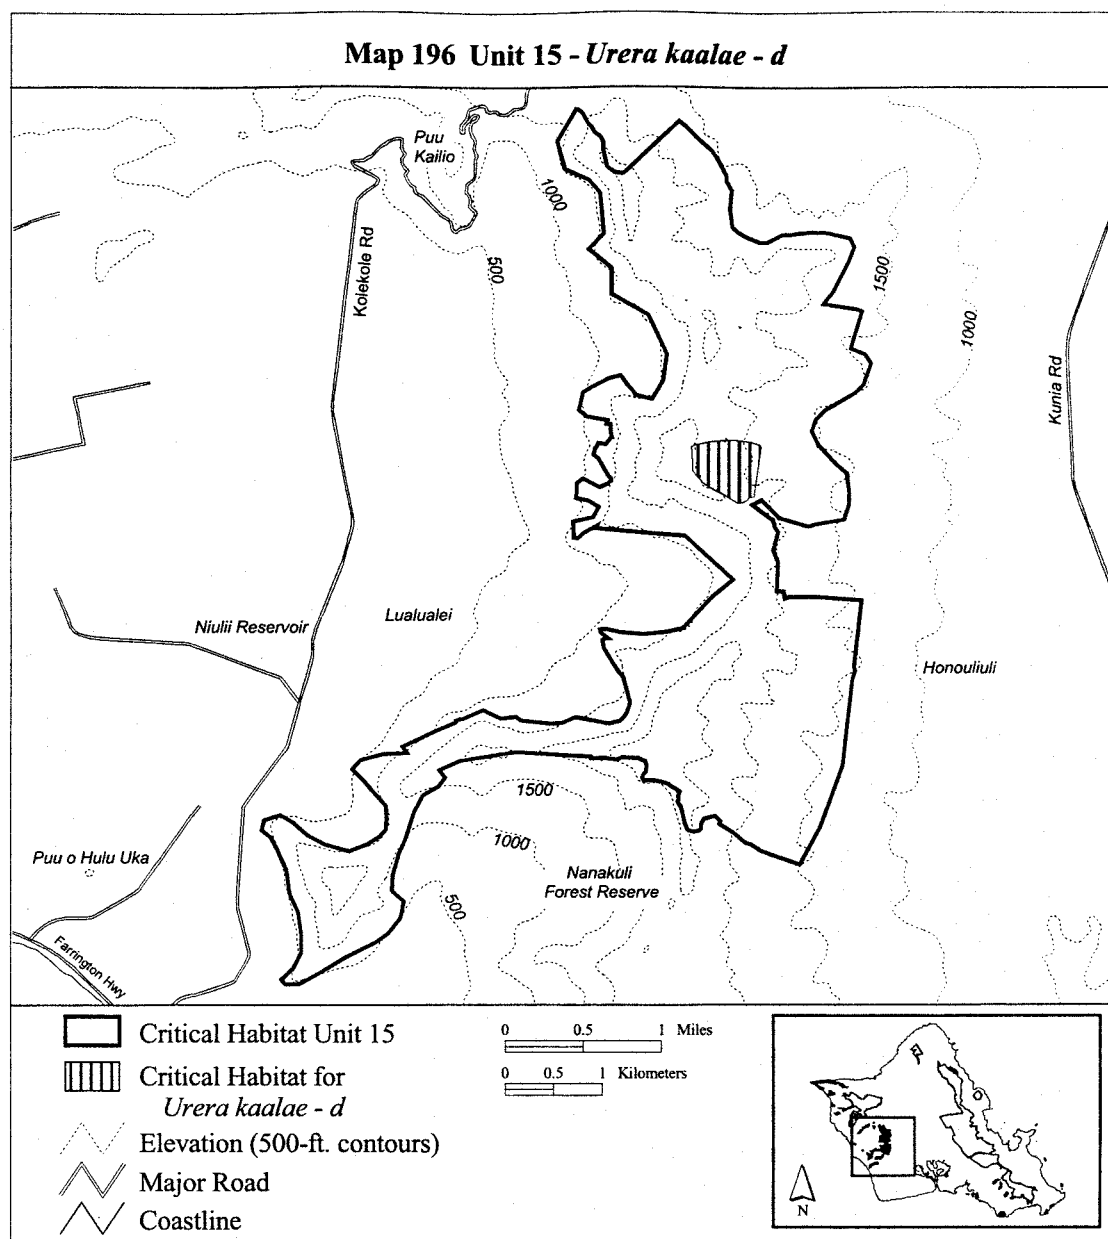 Map 196 Unit 15 - Urera kaalae - d
Puu
Kailio
1000
Kolekole Rd
500
1500
1000
Kunia Rd
Niulii Reservoir
Lualualei
Honouliuli
1500
1000
Puu o Hulu Uka
Nanakuli
Forest Reserve
500
Farrington Hwy
Critical Habitat Unit 15
Critical Habitat for
Urera kaalae - d
Elevation (500-ft. contours)
Major Road
Coastline
0 0.5 1 Miles
0 0.5 1 Kilometers
N